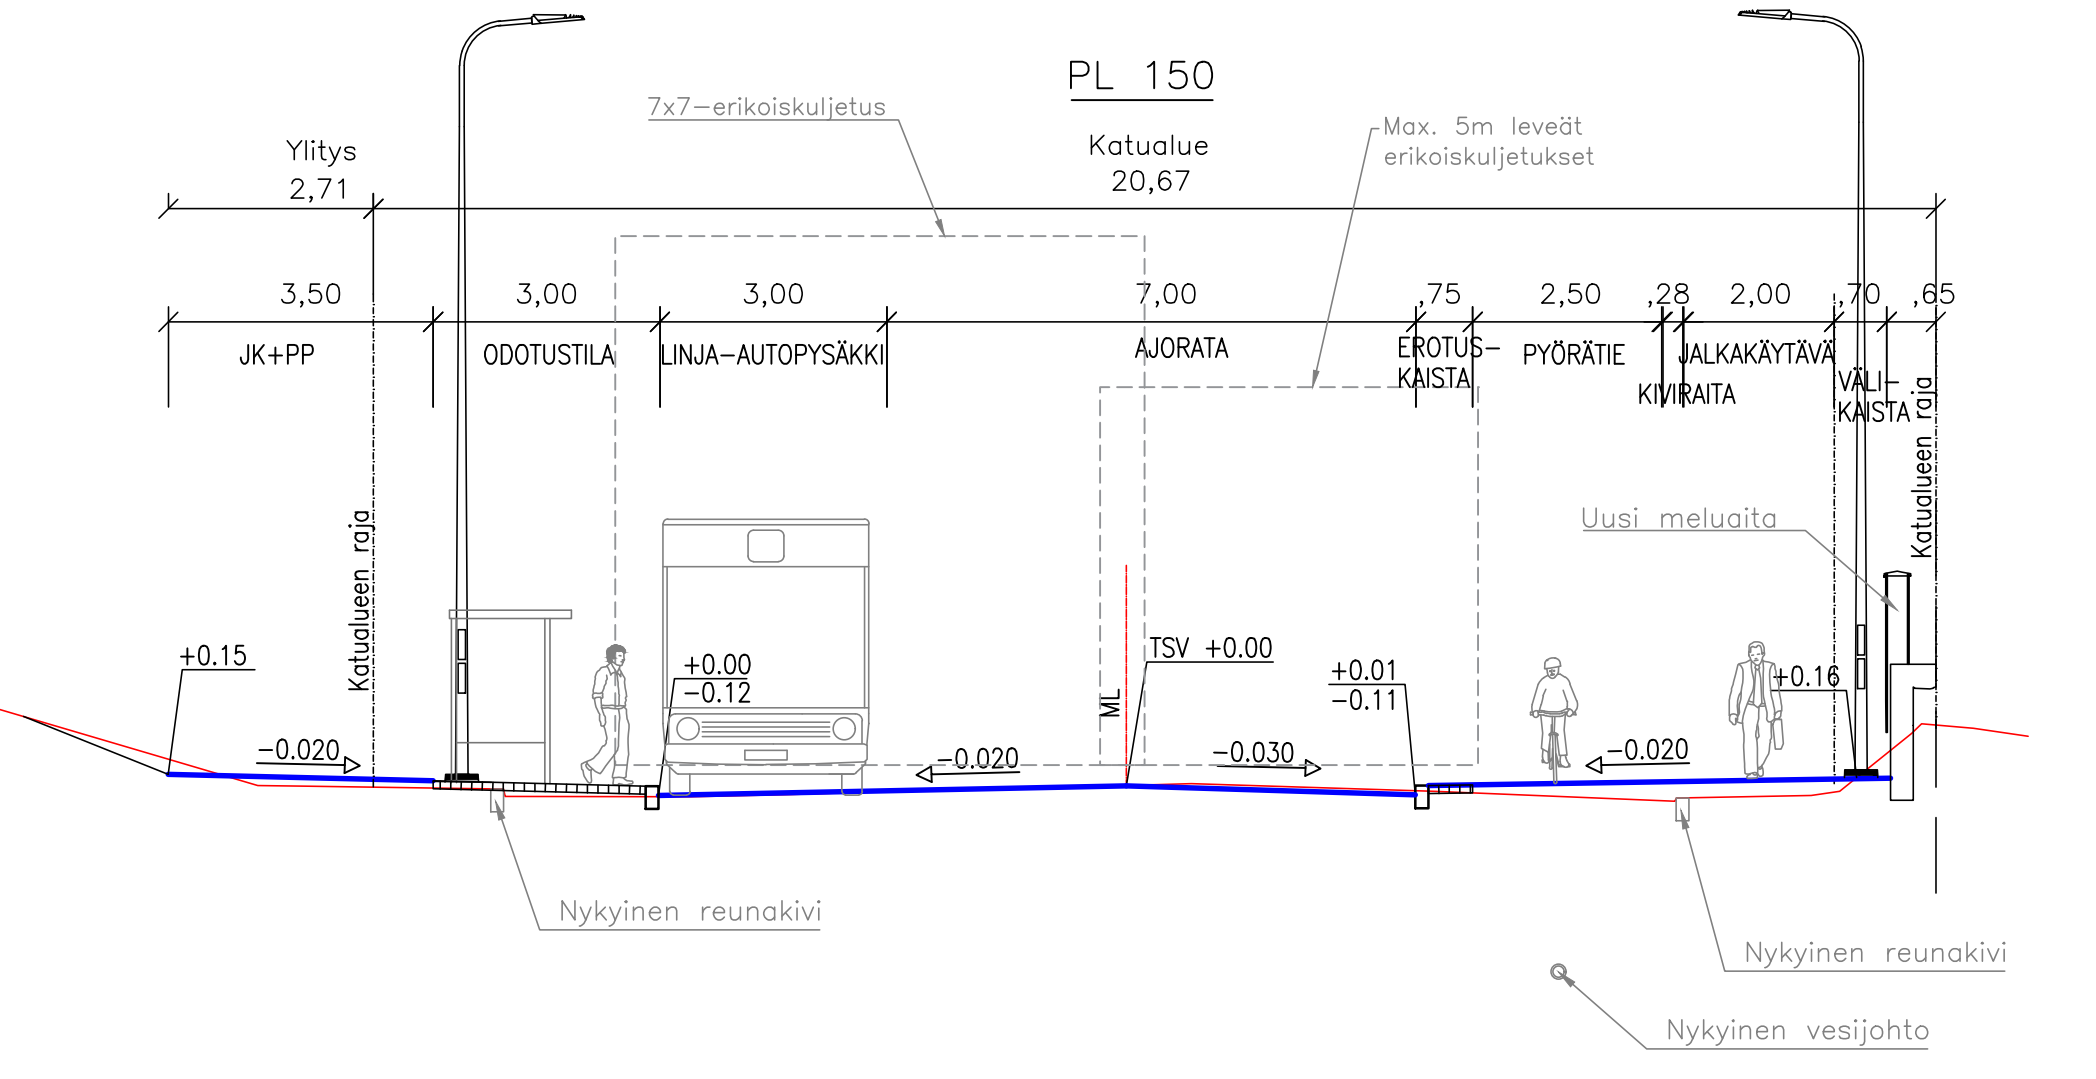 PL 150
7x7-erikoiskuljetus
Max. 5m leveät
erikoiskuljetukset
Ylitys
2,71
Katualue
20,67
3,50
3,00
3,00
7,00
,75
2,50
,28
2,00
,70
,65
JK+PP
ODOTUSTILA
LINJA-AUTOPYSÄKKI
AJORATA
EROTUS-
KAISTA
PYÖRÄTIE
KIVIRAITA
JALKAKÄYTÄVÄ
VÄLI-
KAISTA
Katualueen raja
Katualueen raja
Uusi meluaita
+0.15
+0.00
-0.12
TSV +0.00
ML
+0.01
-0.11
+0.16
-0.020
-0.020
-0.030
-0.020
Nykyinen reunakivi
Nykyinen reunakivi
Nykyinen vesijohto